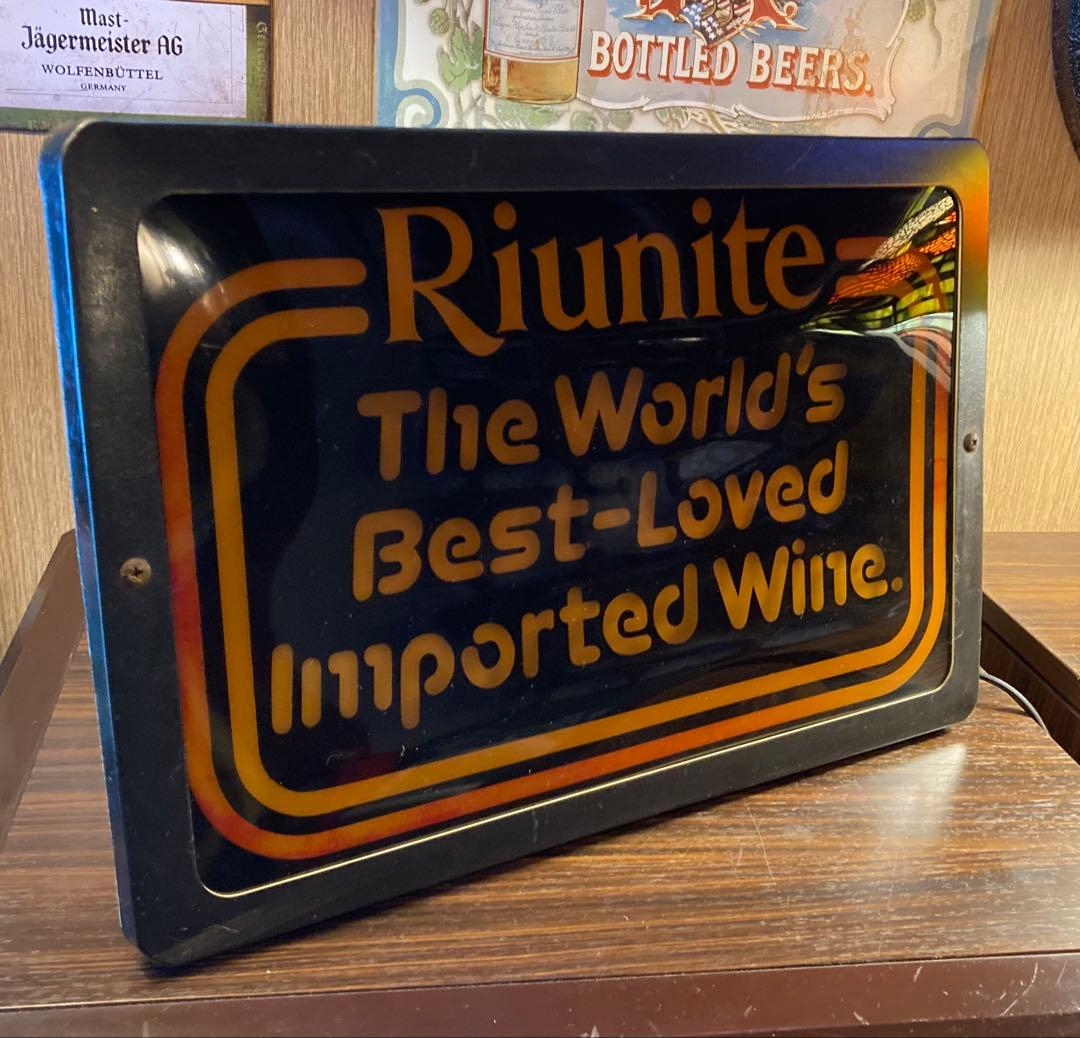 Mast-
Jägermeister AG
WOLFENBÜTTEL
GERMANY
BOTTLED BEERS.
Riunite
The World's
Best-Loved
Imported Wine.